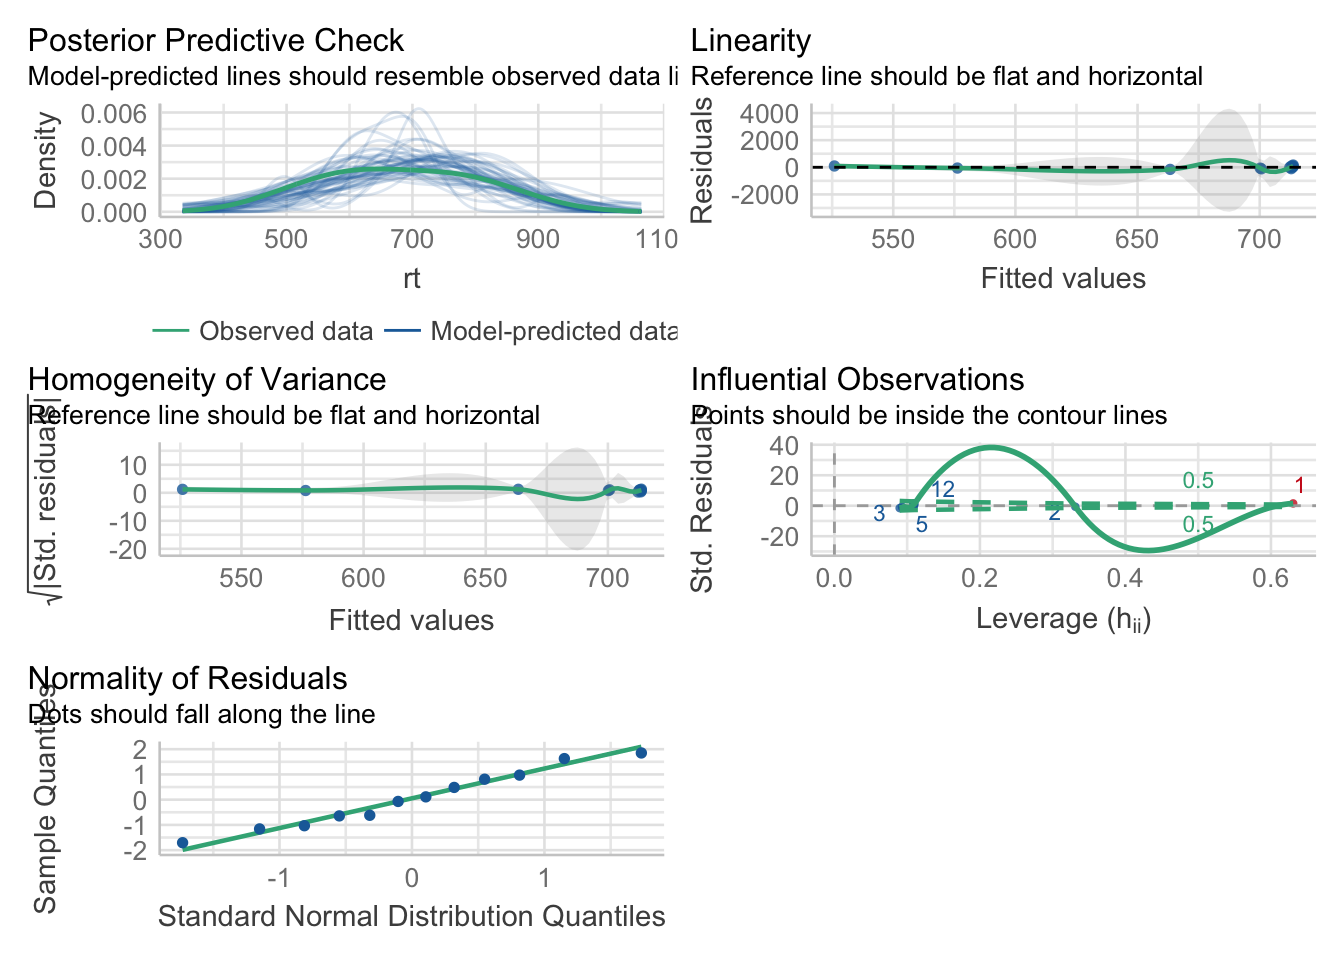 Posterior Predictive Check
Model-predicted lines should resemble observed data li
0.006
0.004
0.002
0.000
Density
300 500 700 900 110
rt
Observed data Model-predicted data
Linearity
Reference line should be flat and horizontal
4000
2000
0
-2000
Residuals
550 600 650 700
Fitted values
Homogeneity of Variance
Reference line should be flat and horizontal
10
0
-10
-20
√|Std. residuals|
550 600 650 700
Fitted values
Influential Observations
Points should be inside the contour lines
40
20
0
-20
Std. Residuals
0.5
1
12
3
5
2
0.5
0.0 0.2 0.4 0.6
Leverage (hii)
Normality of Residuals
Dots should fall along the line
2
1
0
-1
-2
Sample Quantiles
-1 0 1
Standard Normal Distribution Quantiles